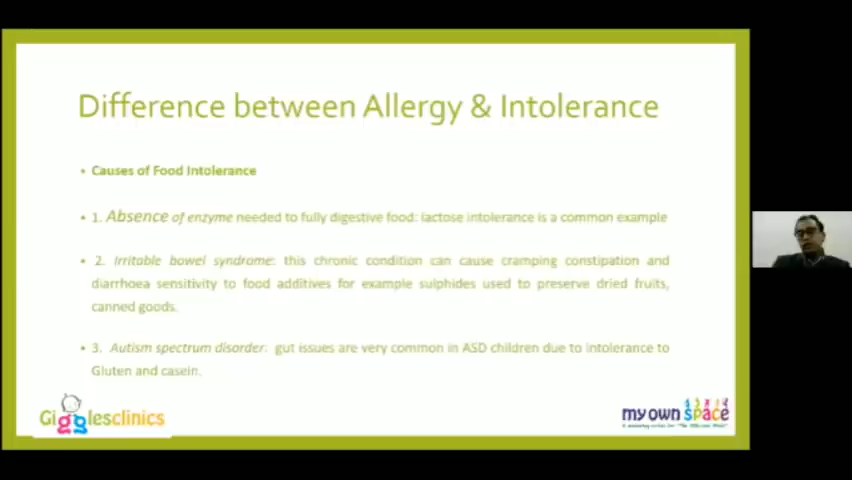 Difference between Allergy & Intolerance
• Causes of Food Intolerance
• 1. Absence of enzyme needed to fully digestive food: lactose intolerance is a common example
• 2. Irritable bowel syndrome: this chronic condition can cause cramping constipation and
diarrhoea sensitivity to food additives for example sulphides used to preserve dried fruits,
canned goods.
• 3. Autism spectrum disorder: gut issues are very common in ASD children due to intolerance to
Gluten and casein.
Gigglesclinics
my own space